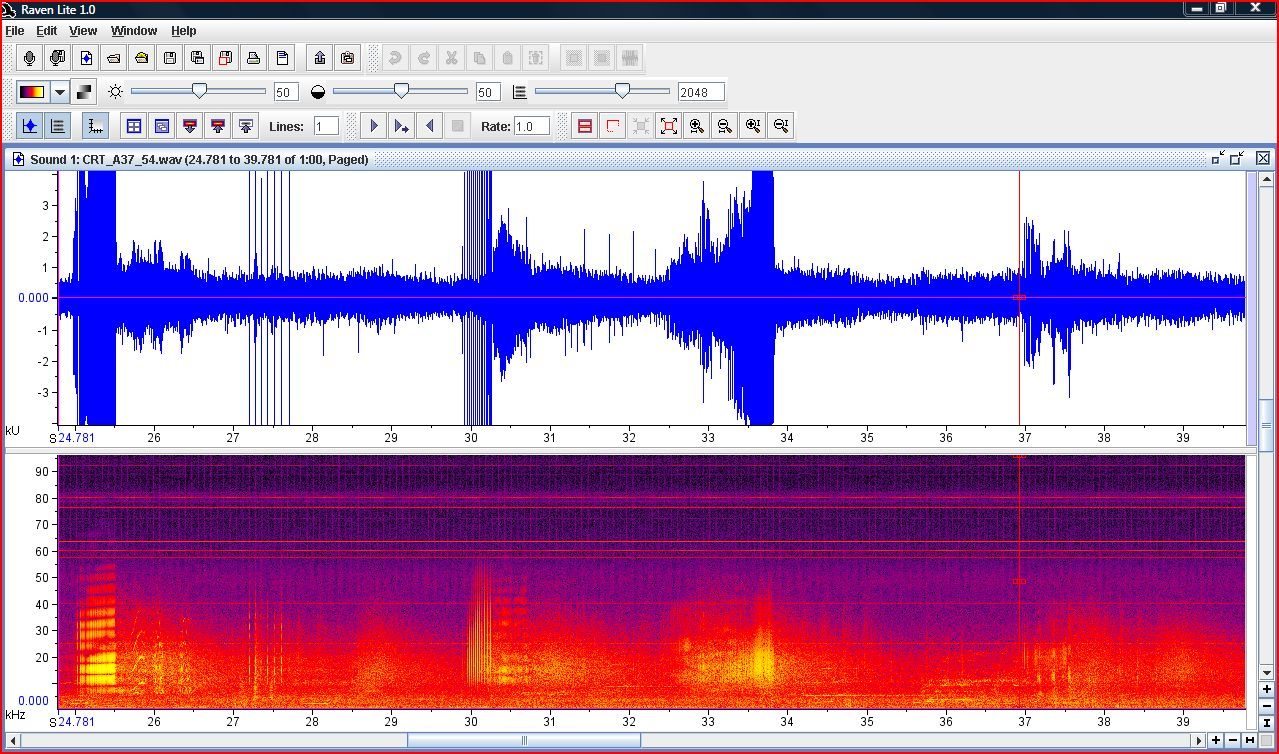 Raven Lite 1.0
File Edit View Window Help
50 50 2048
Lines: 1 Rate: 1.0
Sound 1: CRT_A37_54.wav (24.781 to 39.781 of 1:00, Paged)
3
2
1
0.000
-1
-2
-3
kU
S 24.781 26 27 28 29 30 31 32 33 34 35 36 37 38 39
90
80
70
60
50
40
30
20
0.000
kHz
S 24.781 26 27 28 29 30 31 32 33 34 35 36 37 38 39